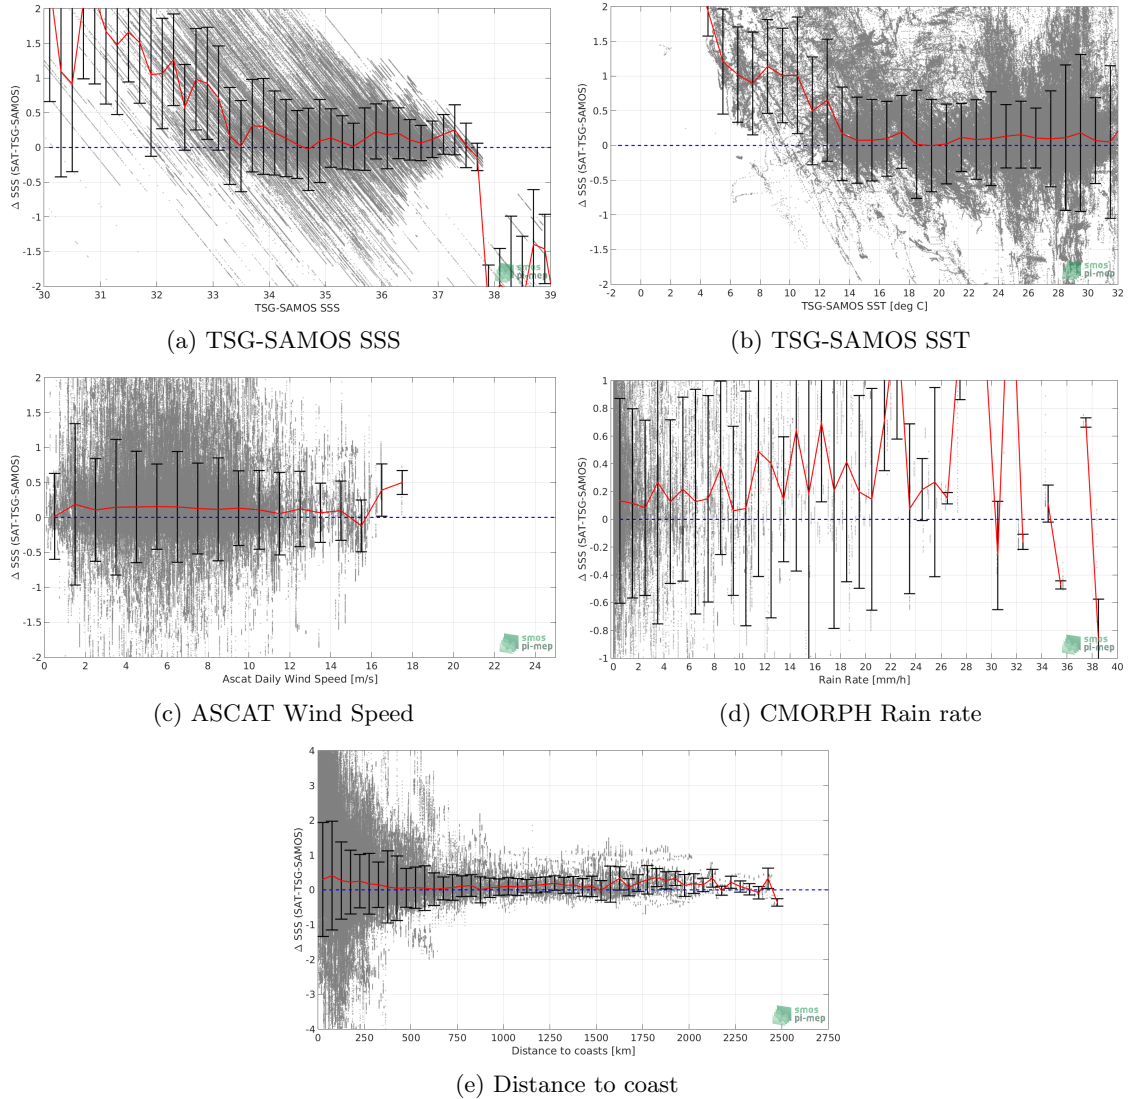 Δ SSS (SAT-TSG-SAMOS)
2
1.5
1
0.5
0
-0.5
-1
-1.5
-2
30 31 32 33 34 35 36 37 38 39
TSG-SAMOS SSS
smos
pi-mep
(a) TSG-SAMOS SSS
Δ SSS (SAT-TSG-SAMOS)
2
1.5
1
0.5
0
-0.5
-1
-1.5
-2
-2 0 2 4 6 8 10 12 14 16 18 20 22 24 26 28 30 32
TSG-SAMOS SST [deg C]
smos
pi-mep
(b) TSG-SAMOS SST
Δ SSS (SAT-TSG-SAMOS)
2
1.5
1
0.5
0
-0.5
-1
-1.5
-2
0 2 4 6 8 10 12 14 16 18 20 22 24
Ascat Daily Wind Speed [m/s]
smos
pi-mep
(c) ASCAT Wind Speed
Δ SSS (SAT-TSG-SAMOS)
1
0.8
0.6
0.4
0.2
0
-0.2
-0.4
-0.6
-0.8
-1
0 2 4 6 8 10 12 14 16 18 20 22 24 26 28 30 32 34 36 38 40
Rain Rate [mm/h]
smos
pi-mep
(d) CMORPH Rain rate
Δ SSS (SAT-TSG-SAMOS)
4
3
2
1
0
-1
-2
-3
-4
0 250 500 750 1000 1250 1500 1750 2000 2250 2500 2750
Distance to coasts [km]
smos
pi-mep
(e) Distance to coast